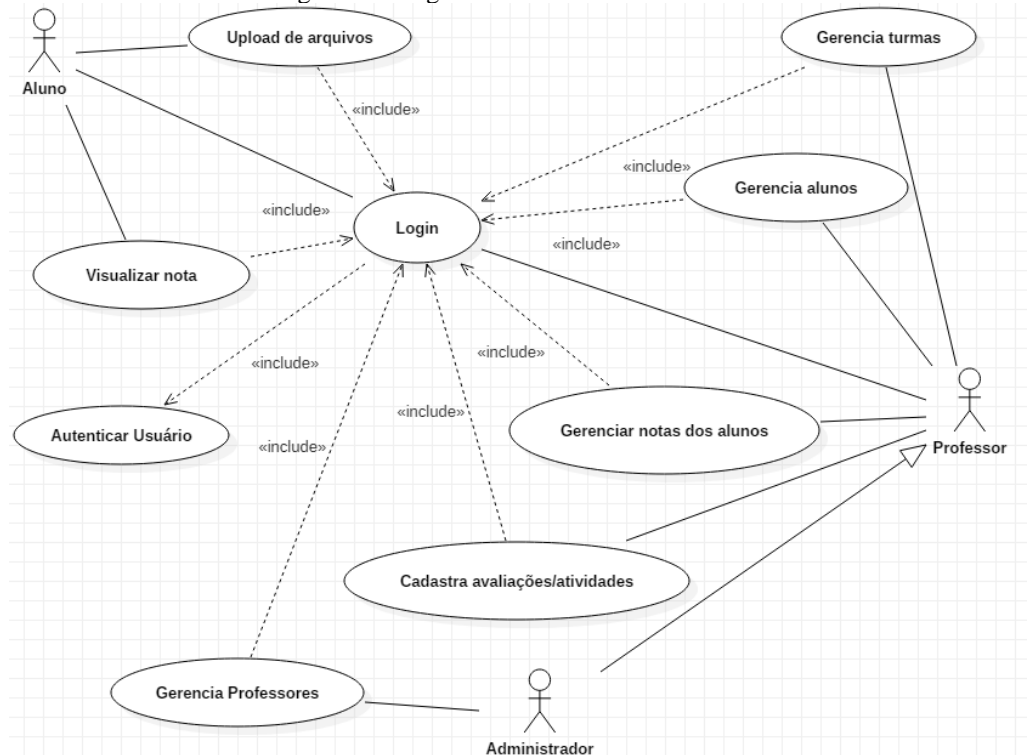 Upload de arquivos
Gerencia turmas
Aluno
«include»
«include»
Gerencia alunos
«include»
Login
«include»
Visualizar nota
«include»
«include»
«include»
Autenticar Usuário
«include»
Gerenciar notas dos alunos
Professor
Cadastra avaliações/atividades
Gerencia Professores
Administrador